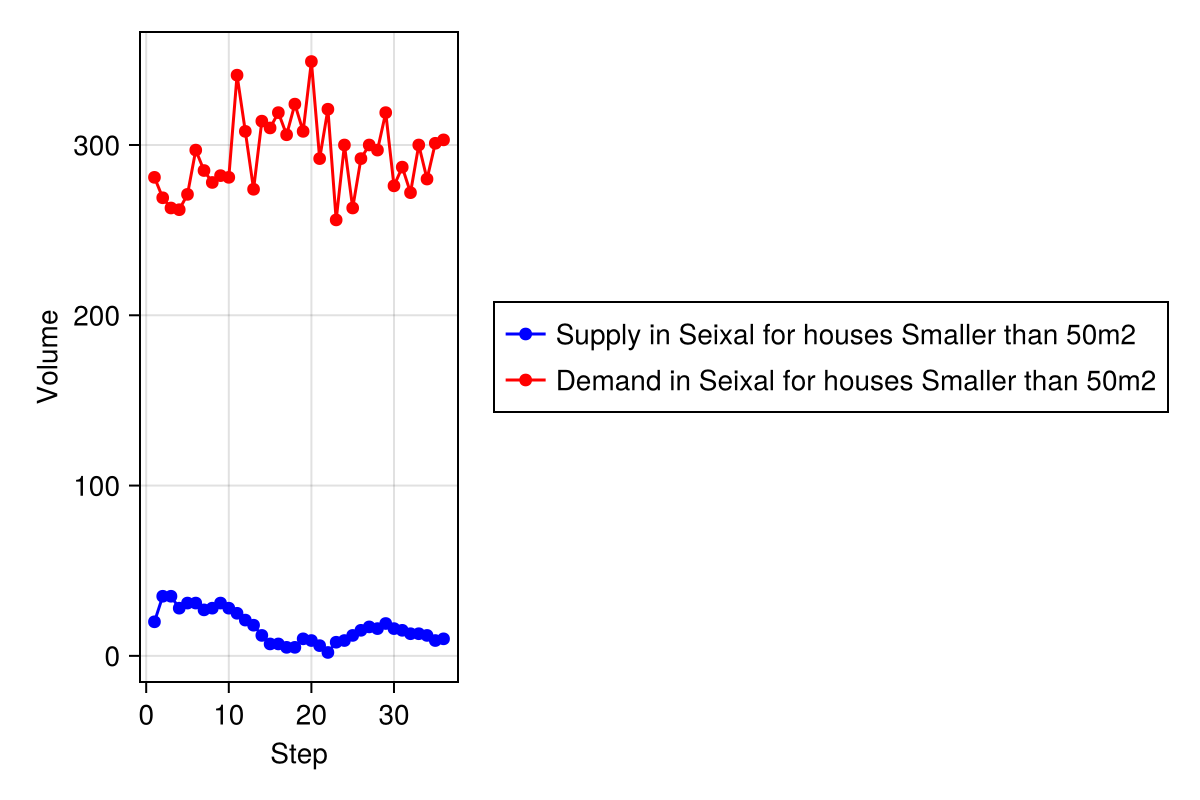 Volume
300
200
100
0
0 10 20 30
Step
Supply in Seixal for houses Smaller than 50m2
Demand in Seixal for houses Smaller than 50m2